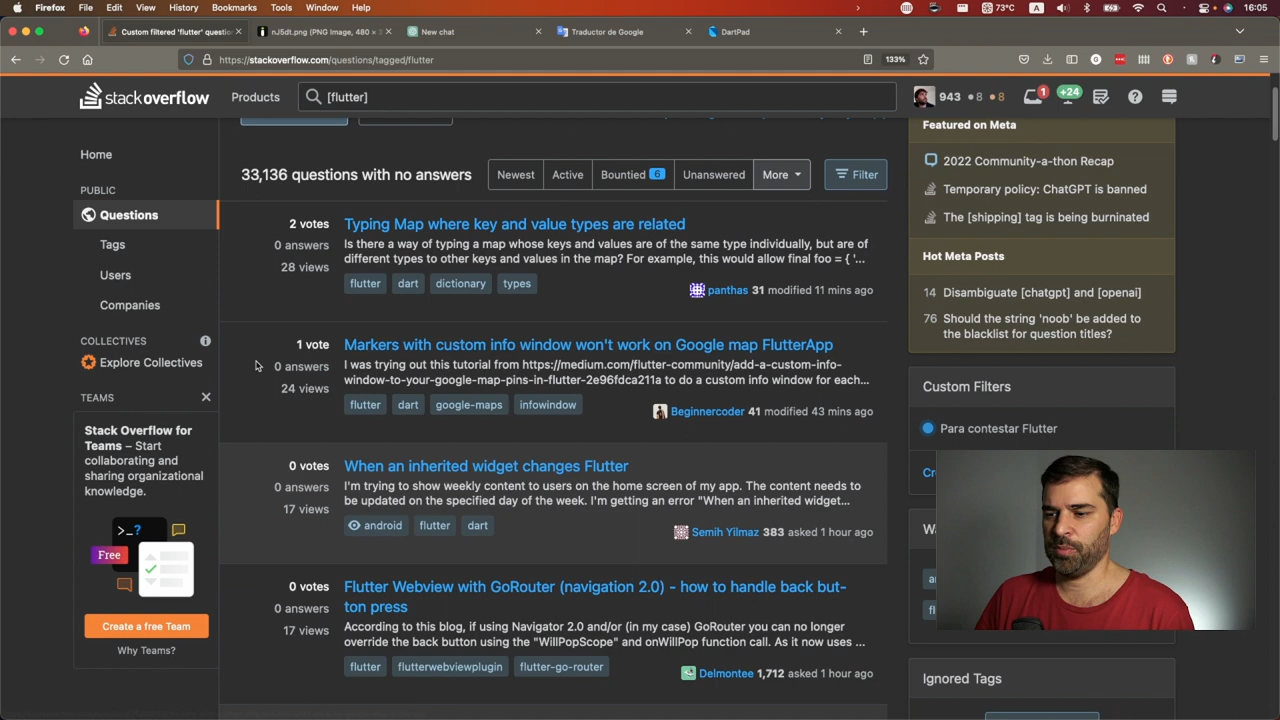 Firefox File Edit View History Bookmarks Tools Window Help 73°C A 16:05
Custom filtered 'flutter' questio
nJ5dt.png (PNG Image, 480 ×
New chat
Traductor de Google
DartPad
https://stackoverflow.com/questions/tagged/flutter
133%
stackoverflow Products [flutter] 943 8 8 1 +24
Home
PUBLIC
Questions
Tags
Users
Companies
COLLECTIVES
Explore Collectives
TEAMS
Stack Overflow for
Teams – Start
collaborating and
sharing organizational
knowledge.
>_?
Free
Create a free Team
Why Teams?
33,136 questions with no answers
Newest Active Bountied 6 Unanswered More Filter
2 votes
0 answers
28 views
Typing Map where key and value types are related
Is there a way of typing a map whose keys and values are of the same type individually, but are of
different types to other keys and values in the map? For example, this would allow final foo = { '...
flutter dart dictionary types
panthas 31 modified 11 mins ago
1 vote
0 answers
24 views
Markers with custom info window won't work on Google map FlutterApp
I was trying out this tutorial from https://medium.com/flutter-community/add-a-custom-info-
window-to-your-google-map-pins-in-flutter-2e96fdca211a to do a custom info window for each...
flutter dart google-maps infowindow
Beginnercoder 41 modified 43 mins ago
0 votes
0 answers
17 views
When an inherited widget changes Flutter
I'm trying to show weekly content to users on the home screen of my app. The content needs to
be updated on the specified day of the week. I'm getting an error "When an inherited widget...
android flutter dart
Semih Yilmaz 383 asked 1 hour ago
0 votes
0 answers
17 views
Flutter Webview with GoRouter (navigation 2.0) - how to handle back but-
ton press
According to this blog, if using Navigator 2.0 and/or (in my case) GoRouter you can no longer
override the back button using the "WillPopScope" and onWillPop function call. As it now uses ...
flutter flutterwebviewplugin flutter-go-router
Delmontee 1,712 asked 1 hour ago
Featured on Meta
2022 Community-a-thon Recap
Temporary policy: ChatGPT is banned
The [shipping] tag is being burninated
Hot Meta Posts
14 Disambiguate [chatgpt] and [openai]
76 Should the string 'noob' be added to
the blacklist for question titles?
Custom Filters
Para contestar Flutter
Ignored Tags